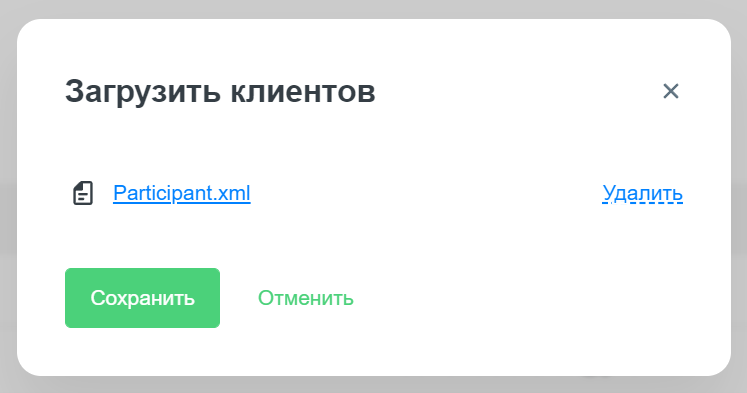 Загрузить клиентов
Participant.xml
Удалить
Сохранить
Отменить